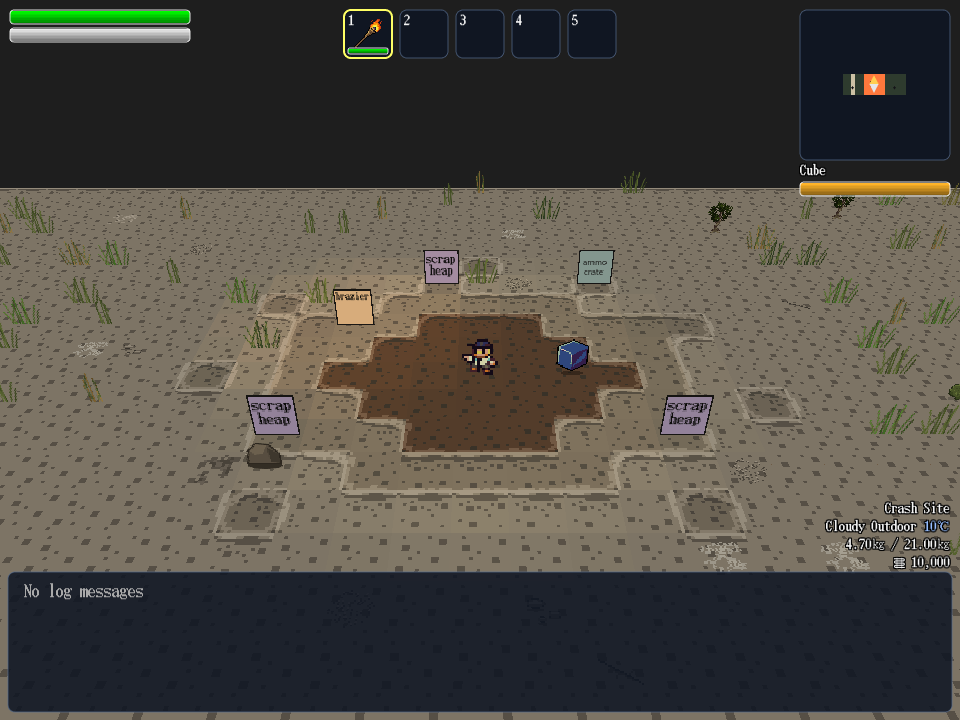 1
2
3
4
5
Cube
scrap
heap
ammo
crate
brazier
scrap
heap
scrap
heap
Crash Site
Cloudy Outdoor 10℃
4.70kg / 21.00kg
10,000
No log messages